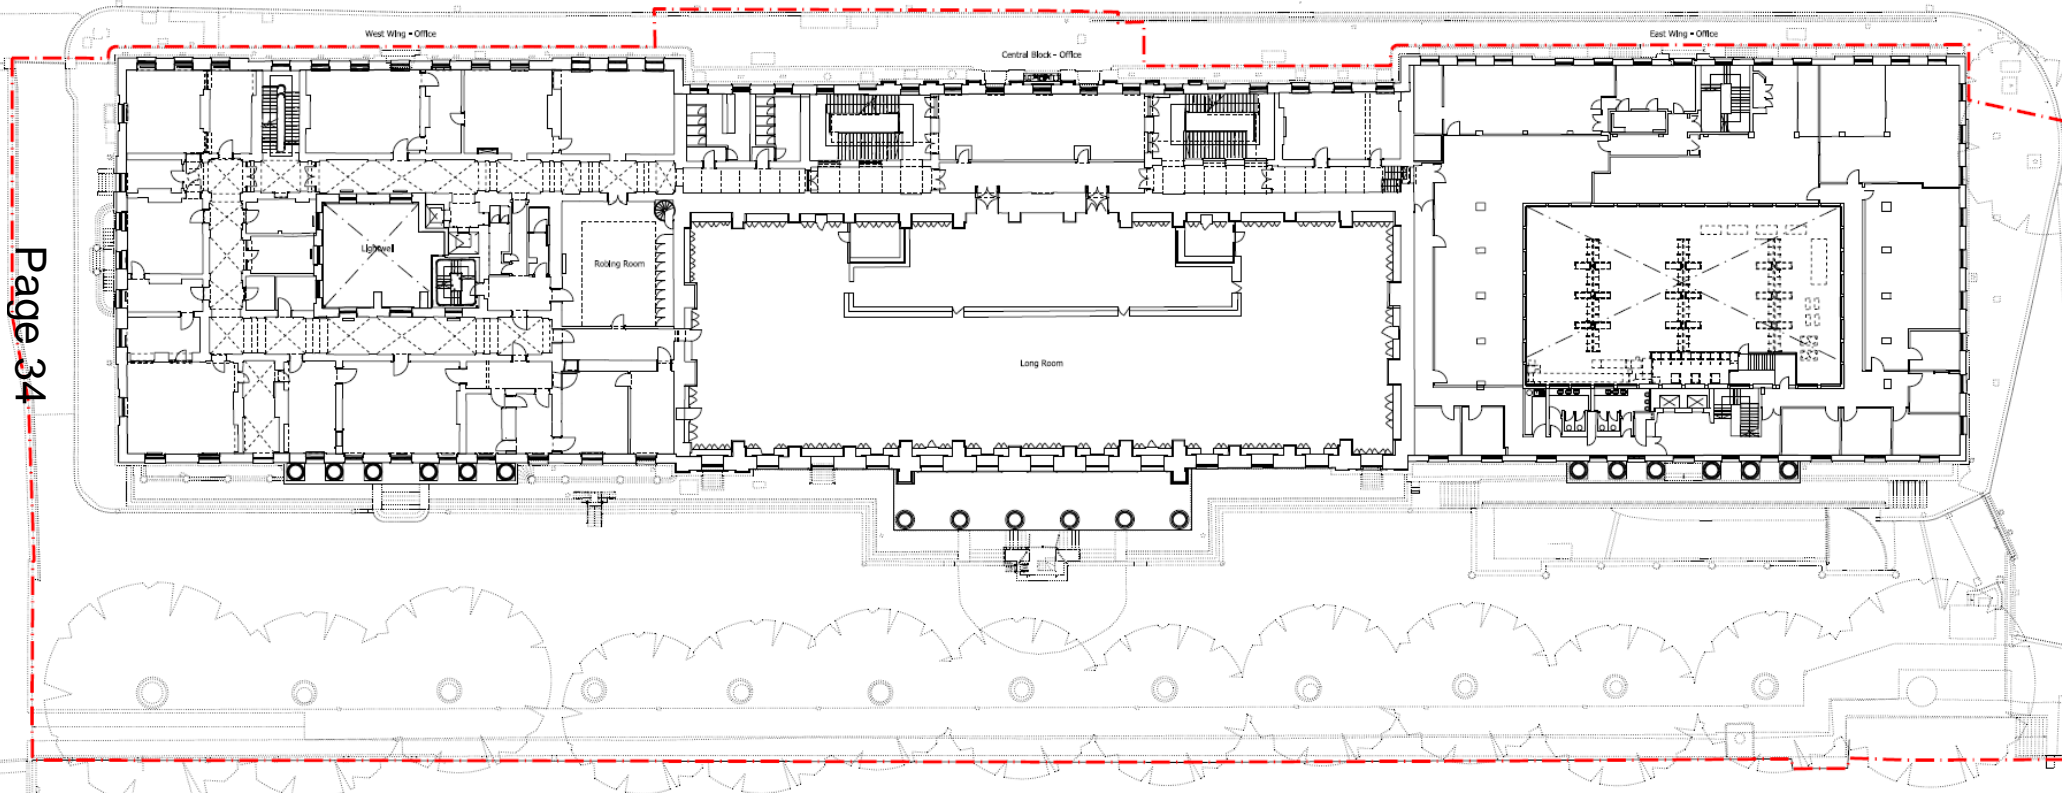 West Wing - Office
Central Block - Office
East Wing - Office
Lightwell
Robing Room
Long Room
Page 34